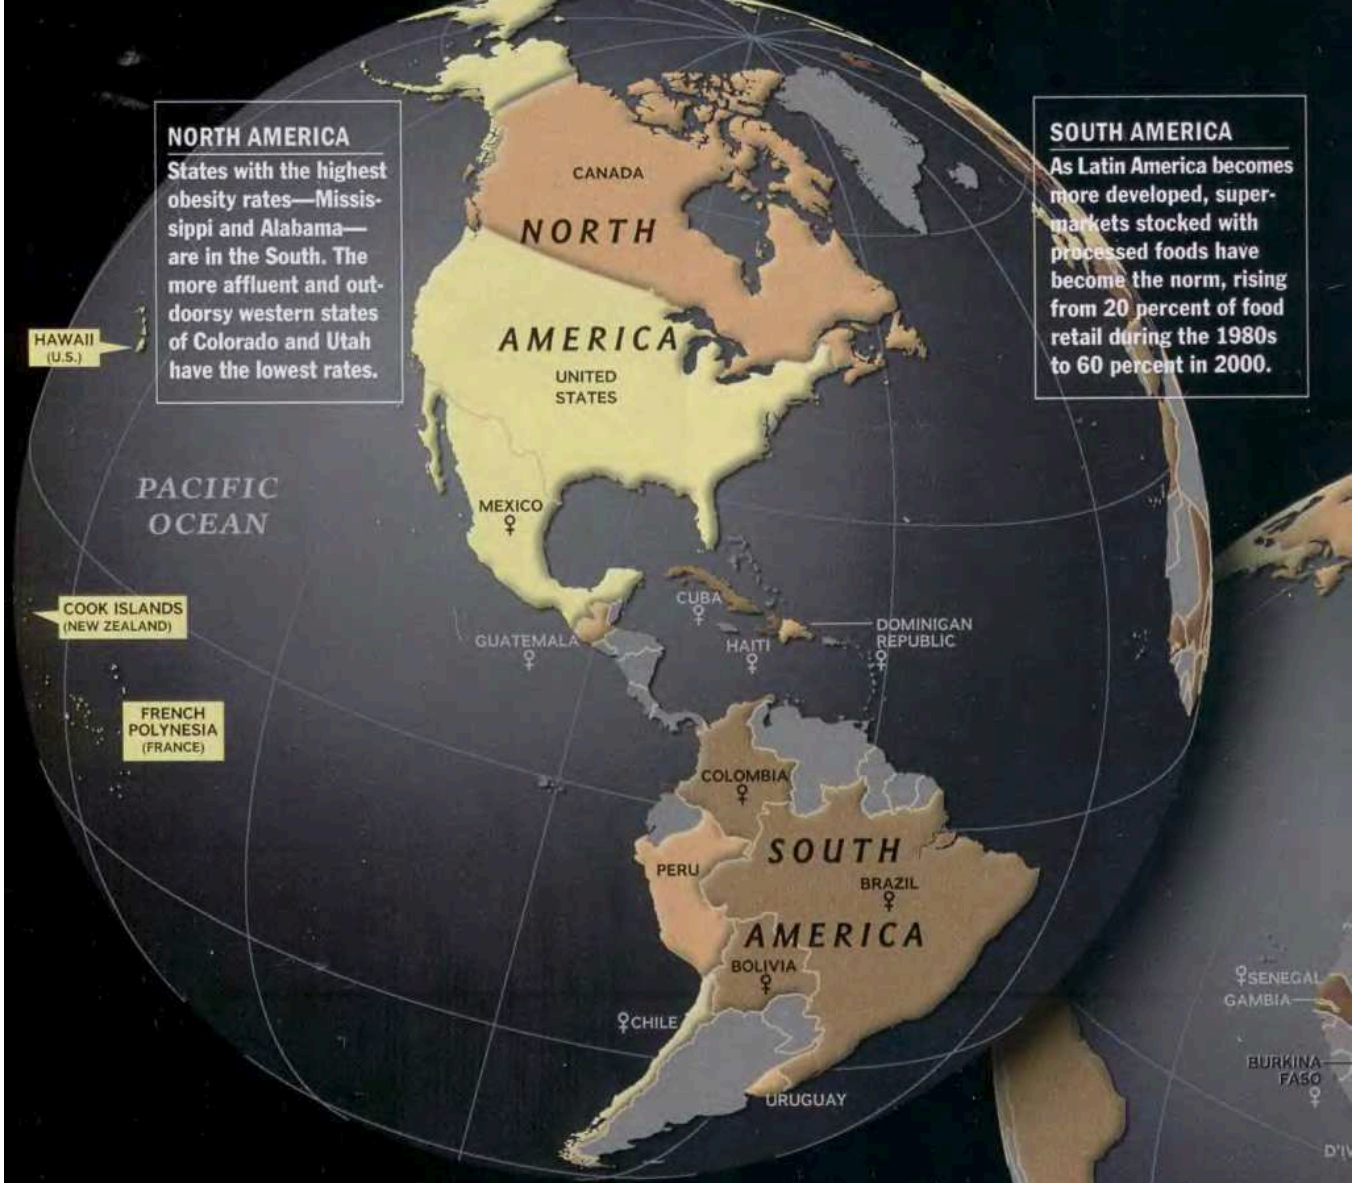 NORTH AMERICA
States with the highest
obesity rates—Missis-
sippi and Alabama—
are in the South. The
more affluent and out-
doorsy western states
of Colorado and Utah
have the lowest rates.
SOUTH AMERICA
As Latin America becomes
more developed, super-
markets stocked with
processed foods have
become the norm, rising
from 20 percent of food
retail during the 1980s
to 60 percent in 2000.
CANADA
NORTH
AMERICA
UNITED
STATES
HAWAII
(U.S.)
PACIFIC
OCEAN
MEXICO
♀
COOK ISLANDS
(NEW ZEALAND)
CUBA
♀
GUATEMALA
♀
HAITI
♀
DOMINIGAN
REPUBLIC
♀
FRENCH
POLYNESIA
(FRANCE)
COLOMBIA
♀
SOUTH
PERU
BRAZIL
♀
AMERICA
BOLIVIA
♀
♀CHILE
URUGUAY
♀SENEGAL
GAMBIA
BURKINA
FASO
♀
D'IV